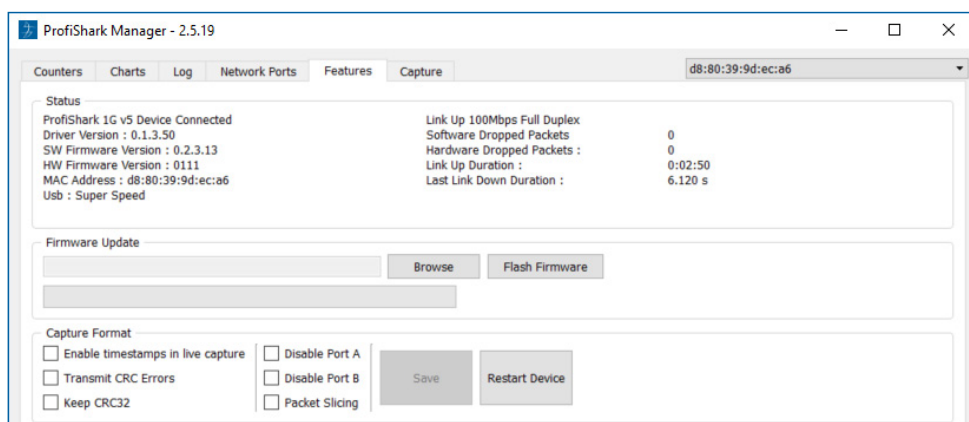 ProfiShark Manager - 2.5.19
Counters Charts Log Network Ports Features Capture d8:80:39:9d:ec:a6
Status
ProfiShark 1G v5 Device Connected
Driver Version : 0.1.3.50
SW Firmware Version : 0.2.3.13
HW Firmware Version : 0111
MAC Address : d8:80:39:9d:ec:a6
Usb : Super Speed
Link Up 100Mbps Full Duplex
Software Dropped Packets 0
Hardware Dropped Packets : 0
Link Up Duration : 0:02:50
Last Link Down Duration : 6.120 s
Firmware Update
Browse Flash Firmware
Capture Format
Enable timestamps in live capture
Transmit CRC Errors
Keep CRC32
Disable Port A
Disable Port B
Packet Slicing
Save Restart Device